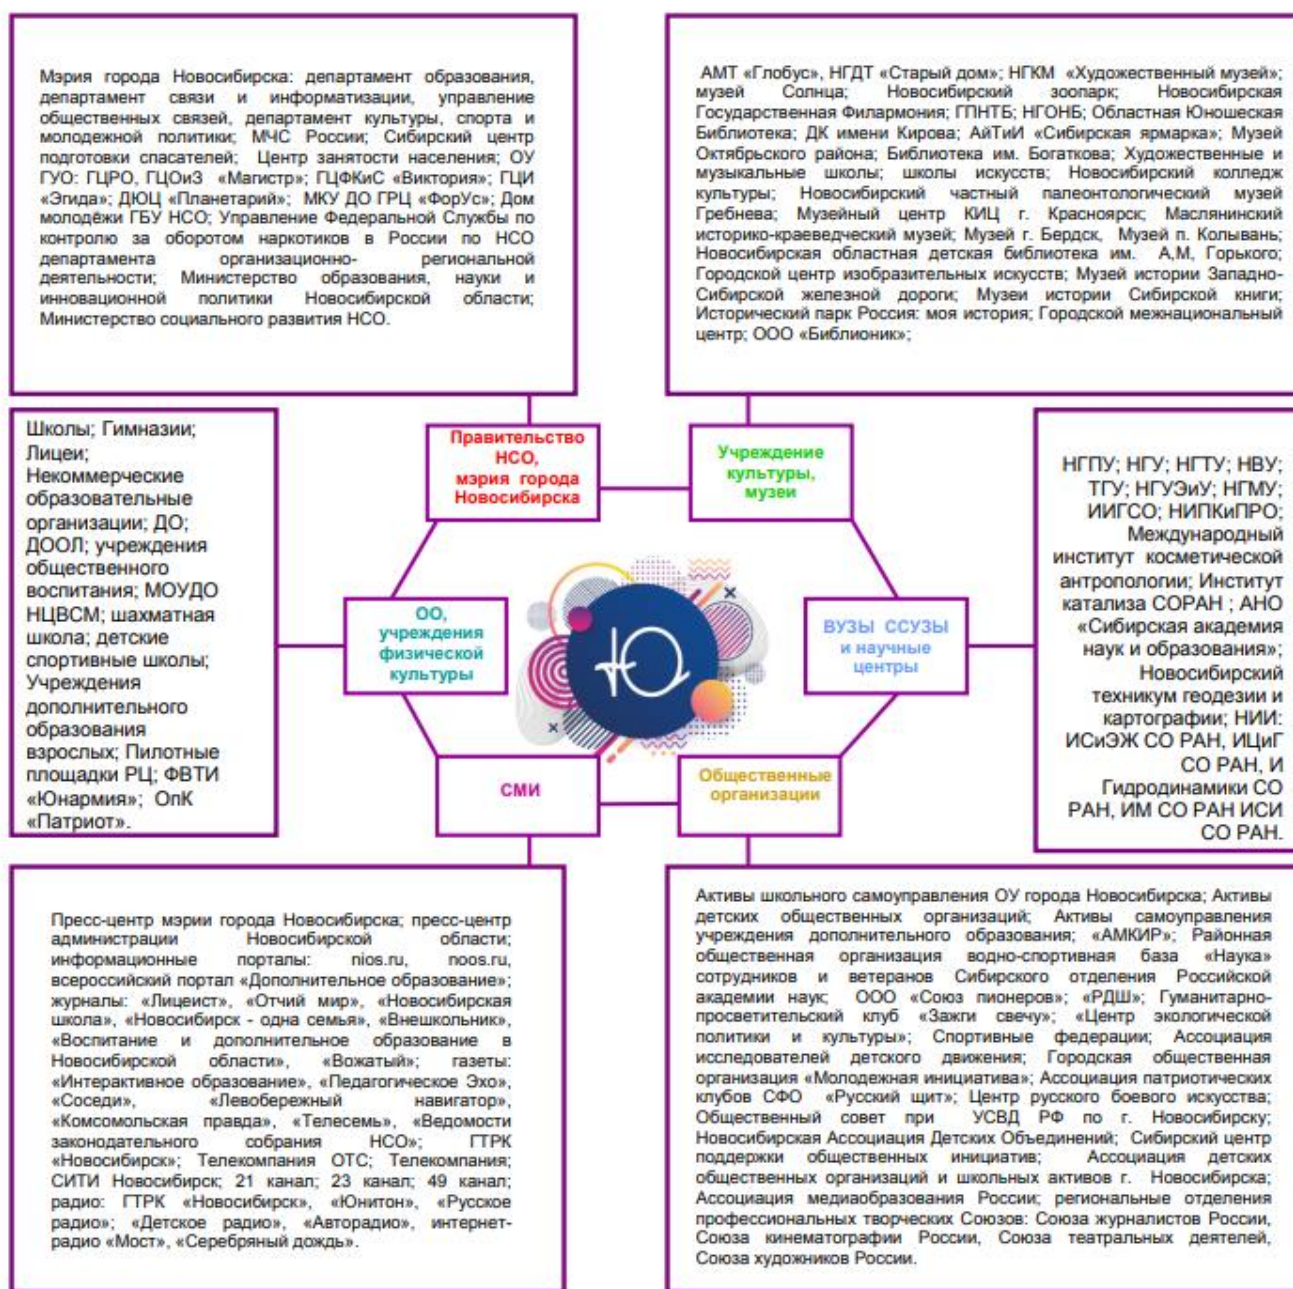 Мэрия города Новосибирска: департамент образования,
департамент связи и информатизации, управление
общественных связей, департамент культуры, спорта и
молодежной политики; МЧС России; Сибирский центр
подготовки спасателей; Центр занятости населения; ОУ
ГУО: ГЦРО, ГЦОиЗ «Магистр»; ГЦФКиС «Виктория»; ГЦИ
«Эгида»; ДЮЦ «Планетарий»; МКУ ДО ГРЦ «ФорУс»; Дом
молодёжи ГБУ НСО; Управление Федеральной Службы по
контролю за оборотом наркотиков в России по НСО
департамента организационно- региональной
деятельности; Министерство образования, науки и
инновационной политики Новосибирской области;
Министерство социального развития НСО.
АМТ «Глобус», НГДТ «Старый дом»; НГКМ «Художественный музей»;
музей Солнца; Новосибирский зоопарк; Новосибирская
Государственная Филармония; ГПНТБ; НГОНБ; Областная Юношеская
Библиотека; ДК имени Кирова; АйТиИ «Сибирская ярмарка»; Музей
Октябрьского района; Библиотека им. Богаткова; Художественные и
музыкальные школы; школы искусств; Новосибирский колледж
культуры; Новосибирский частный палеонтологический музей
Гребнева; Музейный центр КИЦ г. Красноярск; Маслянинский
историко-краеведческий музей; Музей г. Бердск, Музей п. Колывань;
Новосибирская областная детская библиотека им. А,М, Горького;
Городской центр изобразительных искусств; Музей истории Западно-
Сибирской железной дороги; Музеи истории Сибирской книги;
Исторический парк Россия: моя история; Городской межнациональный
центр; ООО «Библионик»;
Школы; Гимназии;
Лицеи;
Некоммерческие
образовательные
организации; ДО;
ДООЛ; учреждения
общественного
воспитания; МОУДО
НЦВСМ; шахматная
школа; детские
спортивные школы;
Учреждения
дополнительного
образования
взрослых; Пилотные
площадки РЦ; ФВТИ
«Юнармия»; ОпК
«Патриот».
Правительство
НСО,
мэрия города
Новосибирска
Учреждение
культуры,
музеи
ОО,
учреждения
физической
культуры
Ю
ВУЗЫ ССУЗЫ
и научные
центры
СМИ
Общественные
организации
НГПУ; НГУ; НГТУ; НВУ;
ТГУ; НГУЭиУ; НГМУ;
ИИГСО; НИПКиПРО;
Международный
институт косметической
антропологии; Институт
катализа СОРАН ; АНО
«Сибирская академия
наук и образования»;
Новосибирский
техникум геодезии и
картографии; НИИ:
ИСиЭЖ СО РАН, ИЦиГ
СО РАН, И
Гидродинамики СО
РАН, ИМ СО РАН ИСИ
СО РАН.
Пресс-центр мэрии города Новосибирска; пресс-центр
администрации Новосибирской области;
информационные порталы: nios.ru, noos.ru,
всероссийский портал «Дополнительное образование»;
журналы: «Лицеист», «Отчий мир», «Новосибирская
школа», «Новосибирск - одна семья», «Внешкольник»,
«Воспитание и дополнительное образование в
Новосибирской области», «Вожатый»; газеты:
«Интерактивное образование», «Педагогическое Эхо»,
«Соседи», «Левобережный навигатор»,
«Комсомольская правда», «Телесемь», «Ведомости
законодательного собрания НСО»; ГТРК
«Новосибирск»; Телекомпания ОТС; Телекомпания;
СИТИ Новосибирск; 21 канал; 23 канал; 49 канал;
радио: ГТРК «Новосибирск», «Юнитон», «Русское
радио»; «Детское радио», «Авторадио», интернет-
радио «Мост», «Серебряный дождь».
Активы школьного самоуправления ОУ города Новосибирска; Активы
детских общественных организаций; Активы самоуправления
учреждения дополнительного образования; «АМКИР»; Районная
общественная организация водно-спортивная база «Наука»
сотрудников и ветеранов Сибирского отделения Российской
академии наук; ООО «Союз пионеров»; «РДШ»; Гуманитарно-
просветительский клуб «Зажги свечу»; «Центр экологической
политики и культуры»; Спортивные федерации; Ассоциация
исследователей детского движения; Городская общественная
организация «Молодежная инициатива»; Ассоциация патриотических
клубов СФО «Русский щит»; Центр русского боевого искусства;
Общественный совет при УСВД РФ по г. Новосибирску;
Новосибирская Ассоциация Детских Объединений; Сибирский центр
поддержки общественных инициатив; Ассоциация детских
общественных организаций и школьных активов г. Новосибирска;
Ассоциация медиаобразования России; региональные отделения
профессиональных творческих Союзов: Союза журналистов России,
Союза кинематографии России, Союза театральных деятелей,
Союза художников России.